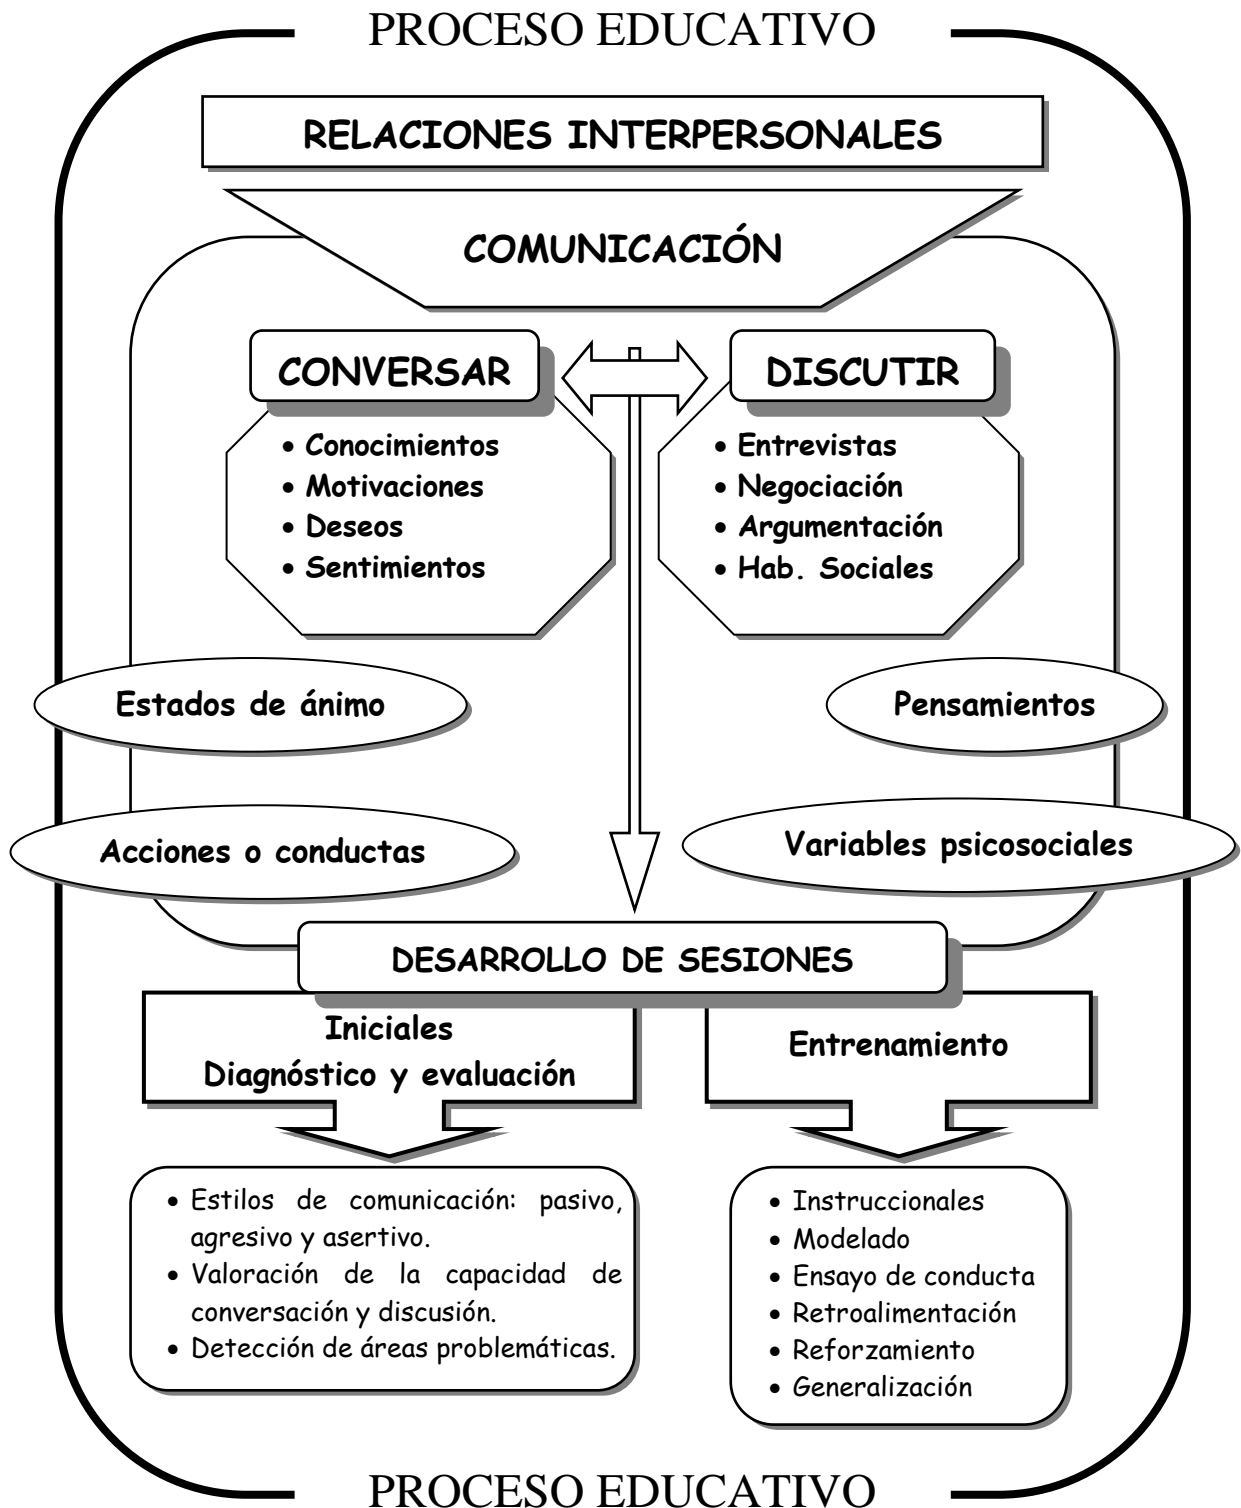 PROCESO EDUCATIVO
RELACIONES INTERPERSONALES
COMUNICACIÓN
CONVERSAR
• Conocimientos
• Motivaciones
• Deseos
• Sentimientos
DISCUTIR
• Entrevistas
• Negociación
• Argumentación
• Hab. Sociales
Estados de ánimo
Pensamientos
Acciones o conductas
Variables psicosociales
DESARROLLO DE SESIONES
Iniciales
Diagnóstico y evaluación
Entrenamiento
• Estilos de comunicación: pasivo,
agresivo y asertivo.
• Valoración de la capacidad de
conversación y discusión.
• Detección de áreas problemáticas.
• Instruccionales
• Modelado
• Ensayo de conducta
• Retroalimentación
• Reforzamiento
• Generalización
PROCESO EDUCATIVO